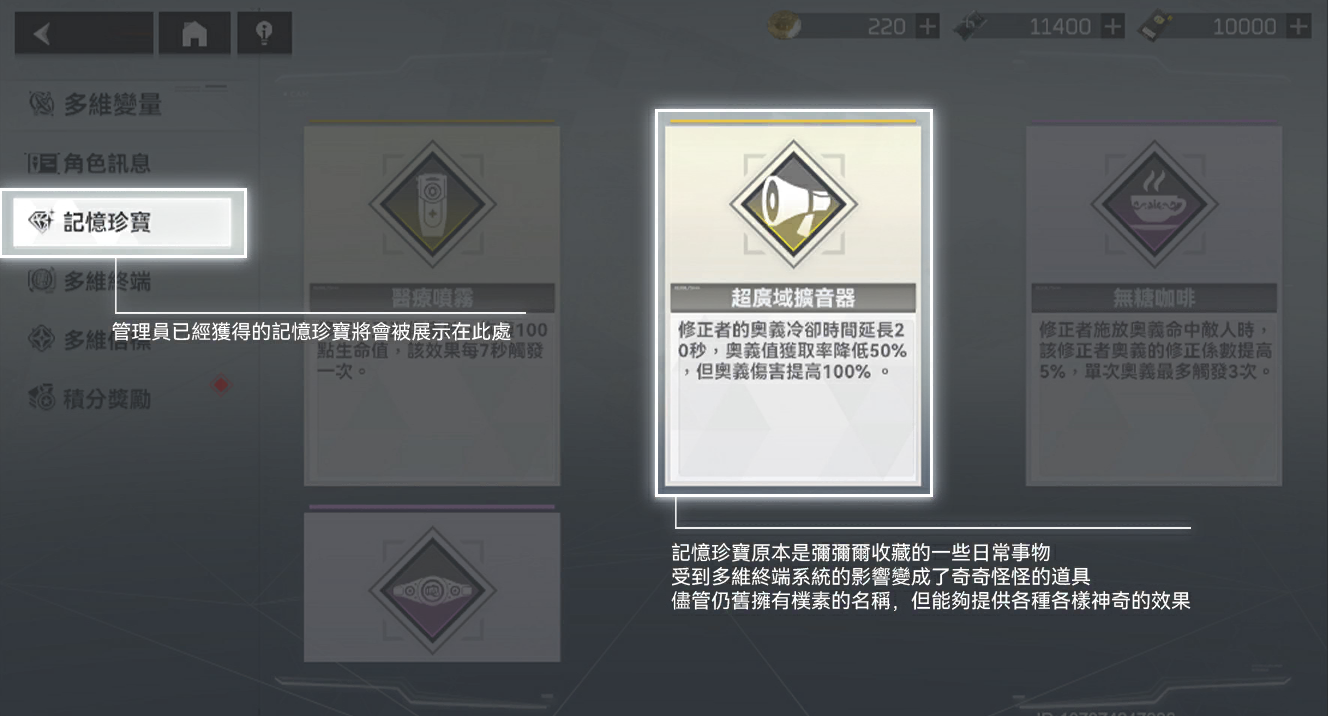 220
11400
10000
多維變量
角色訊息
記憶珍寶
多維終端
積分獎勵
管理員已經獲得的記憶珍寶將會被展示在此處
醫療噴霧
100
點生命值，該效果每7秒觸發
一次。
超廣域擴音器
修正者的奧義冷卻時間延長2
0秒，奧義值獲取率降低50%
，但奧義傷害提高100% 。
無糖咖啡
修正者施放奧義命中敵人時，
該修正者奧義的修正係數提高
5%，單次奧義最多觸發3次。
記憶珍寶原本是彌彌爾收藏的一些日常事物
受到多維終端系統的影響變成了奇奇怪怪的道具
儘管仍舊擁有樸素的名稱，但能夠提供各種各樣神奇的效果